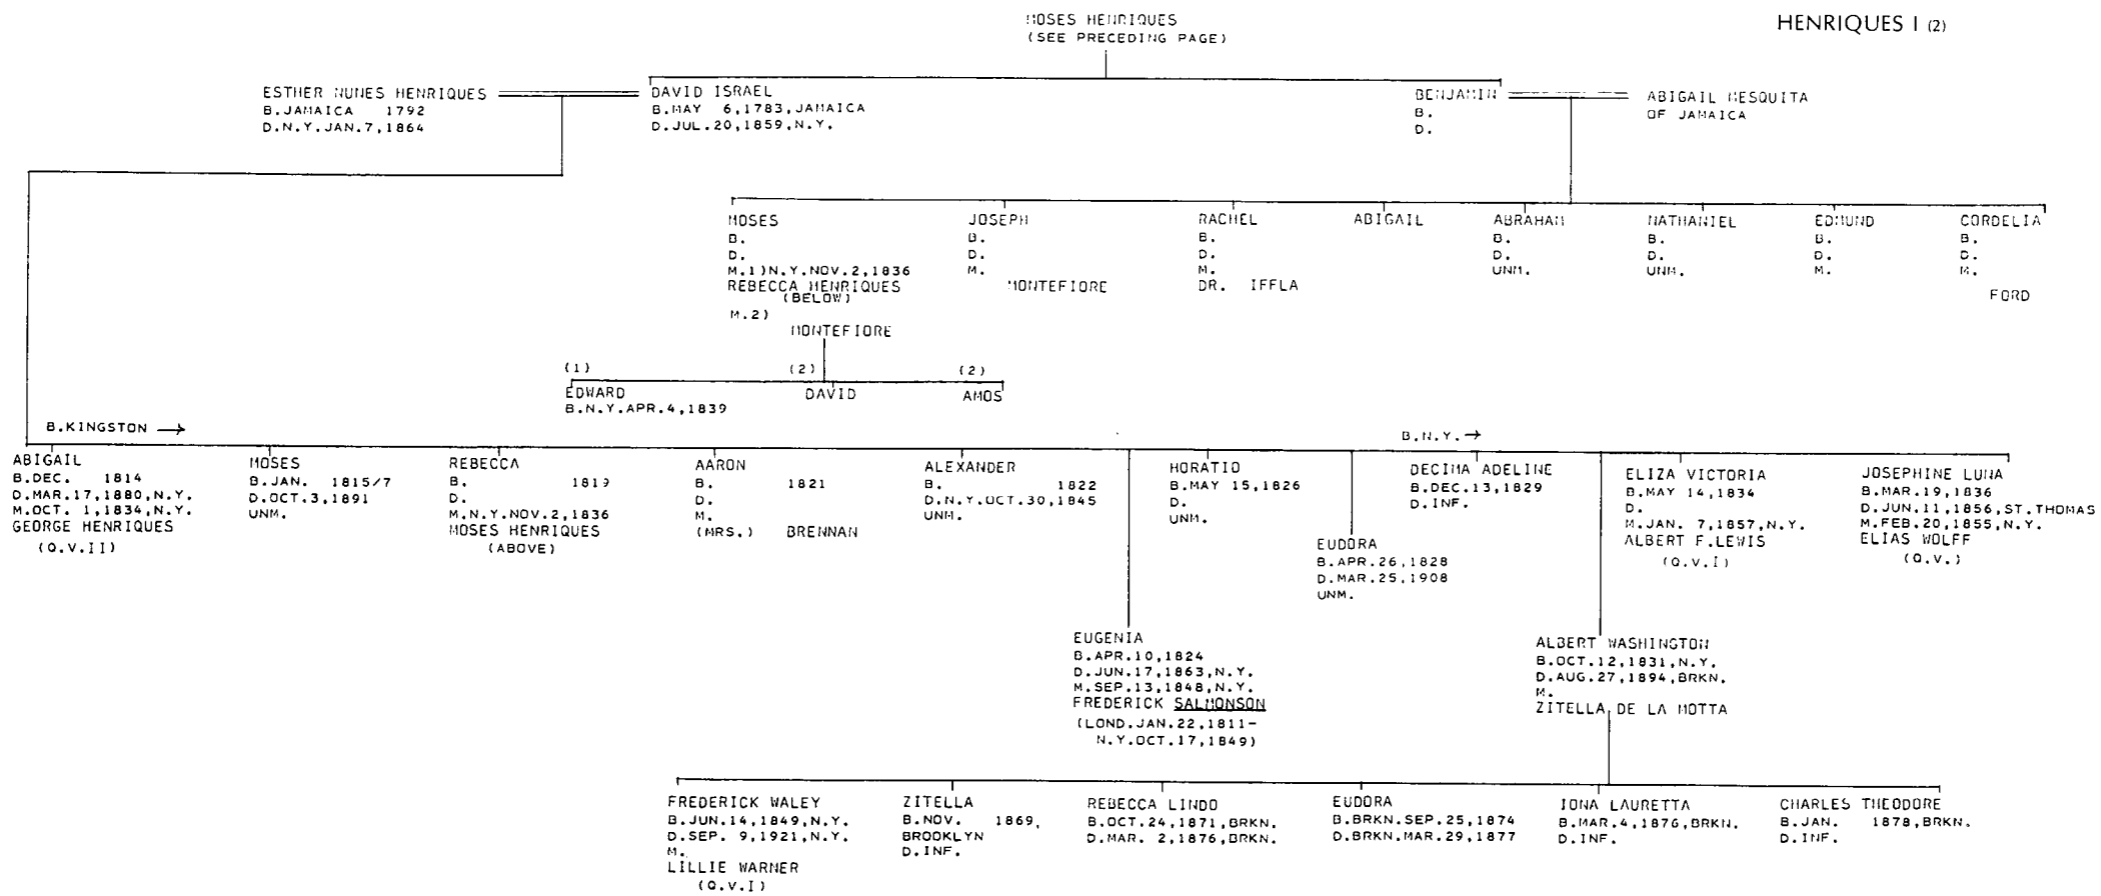 HENRIQUES I (2)
MOSES HENRIQUES
(SEE PRECEDING PAGE)
ESTHER NUNES HENRIQUES
B.JAMAICA 1792
D.N.Y.JAN.7,1864
DAVID ISRAEL
B.MAY 6,1783,JAMAICA
D.JUL.20,1859,N.Y.
BENJAMIN
B.
D.
ABIGAIL MESQUITA
OF JAMAICA
MOSES
B.
D.
M.1)N.Y.NOV.2,1836
REBECCA HENRIQUES
(BELOW)
M.2)
MONTEFIORE
JOSEPH
B.
D.
M.
MONTEFIORE
RACHEL
B.
D.
M.
DR. IFFLA
ABIGAIL
ABRAHAM
B.
D.
UNM.
NATHANIEL
B.
D.
UNM.
EDMUND
B.
D.
M.
CORDELIA
B.
D.
M.
FORD
(1)
EDWARD
B.N.Y.APR.4,1839
(2)
DAVID
(2)
AMOS
B.KINGSTON →
B.N.Y.→
ABIGAIL
B.DEC. 1814
D.MAR.17,1880,N.Y.
M.OCT. 1,1834,N.Y.
GEORGE HENRIQUES
(Q.V.II)
MOSES
B.JAN. 1815/7
D.OCT.3,1891
UNM.
REBECCA
B. 1819
D.
M.N.Y.NOV.2,1836
MOSES HENRIQUES
(ABOVE)
AARON
B. 1821
D.
M.
(MRS.) BRENNAN
ALEXANDER
B. 1822
D.N.Y.OCT.30,1845
UNM.
EUGENIA
B.APR.10,1824
D.JUN.17,1863,N.Y.
M.SEP.13,1848,N.Y.
FREDERICK SALMONSON
(LOND.JAN.22,1811-
N.Y.OCT.17,1849)
HORATIO
B.MAY 15,1826
D.
UNM.
EUDORA
B.APR.26,1828
D.MAR.25,1908
UNM.
DECIMA ADELINE
B.DEC.13,1829
D.INF.
ALBERT WASHINGTON
B.OCT.12,1831,N.Y.
D.AUG.27,1894,BRKN.
M.
ZITELLA DE LA MOTTA
ELIZA VICTORIA
B.MAY 14,1834
D.
M.JAN. 7,1857,N.Y.
ALBERT F.LEWIS
(Q.V.I)
JOSEPHINE LUNA
B.MAR.19,1836
D.JUN.11,1856,ST.THOMAS
M.FEB.20,1855,N.Y.
ELIAS WOLFF
(Q.V.)
FREDERICK WALEY
B.JUN.14,1849,N.Y.
D.SEP. 9,1921,N.Y.
M.
LILLIE WARNER
(Q.V.I)
ZITELLA
B.NOV. 1869,
BROOKLYN
D.INF.
REBECCA LINDO
B.OCT.24,1871,BRKN.
D.MAR. 2,1876,BRKN.
EUDORA
B.BRKN.SEP.25,1874
D.BRKN.MAR.29,1877
IONA LAURETTA
B.MAR.4,1876,BRKN.
D.INF.
CHARLES THEODORE
B.JAN. 1878,BRKN.
D.INF.